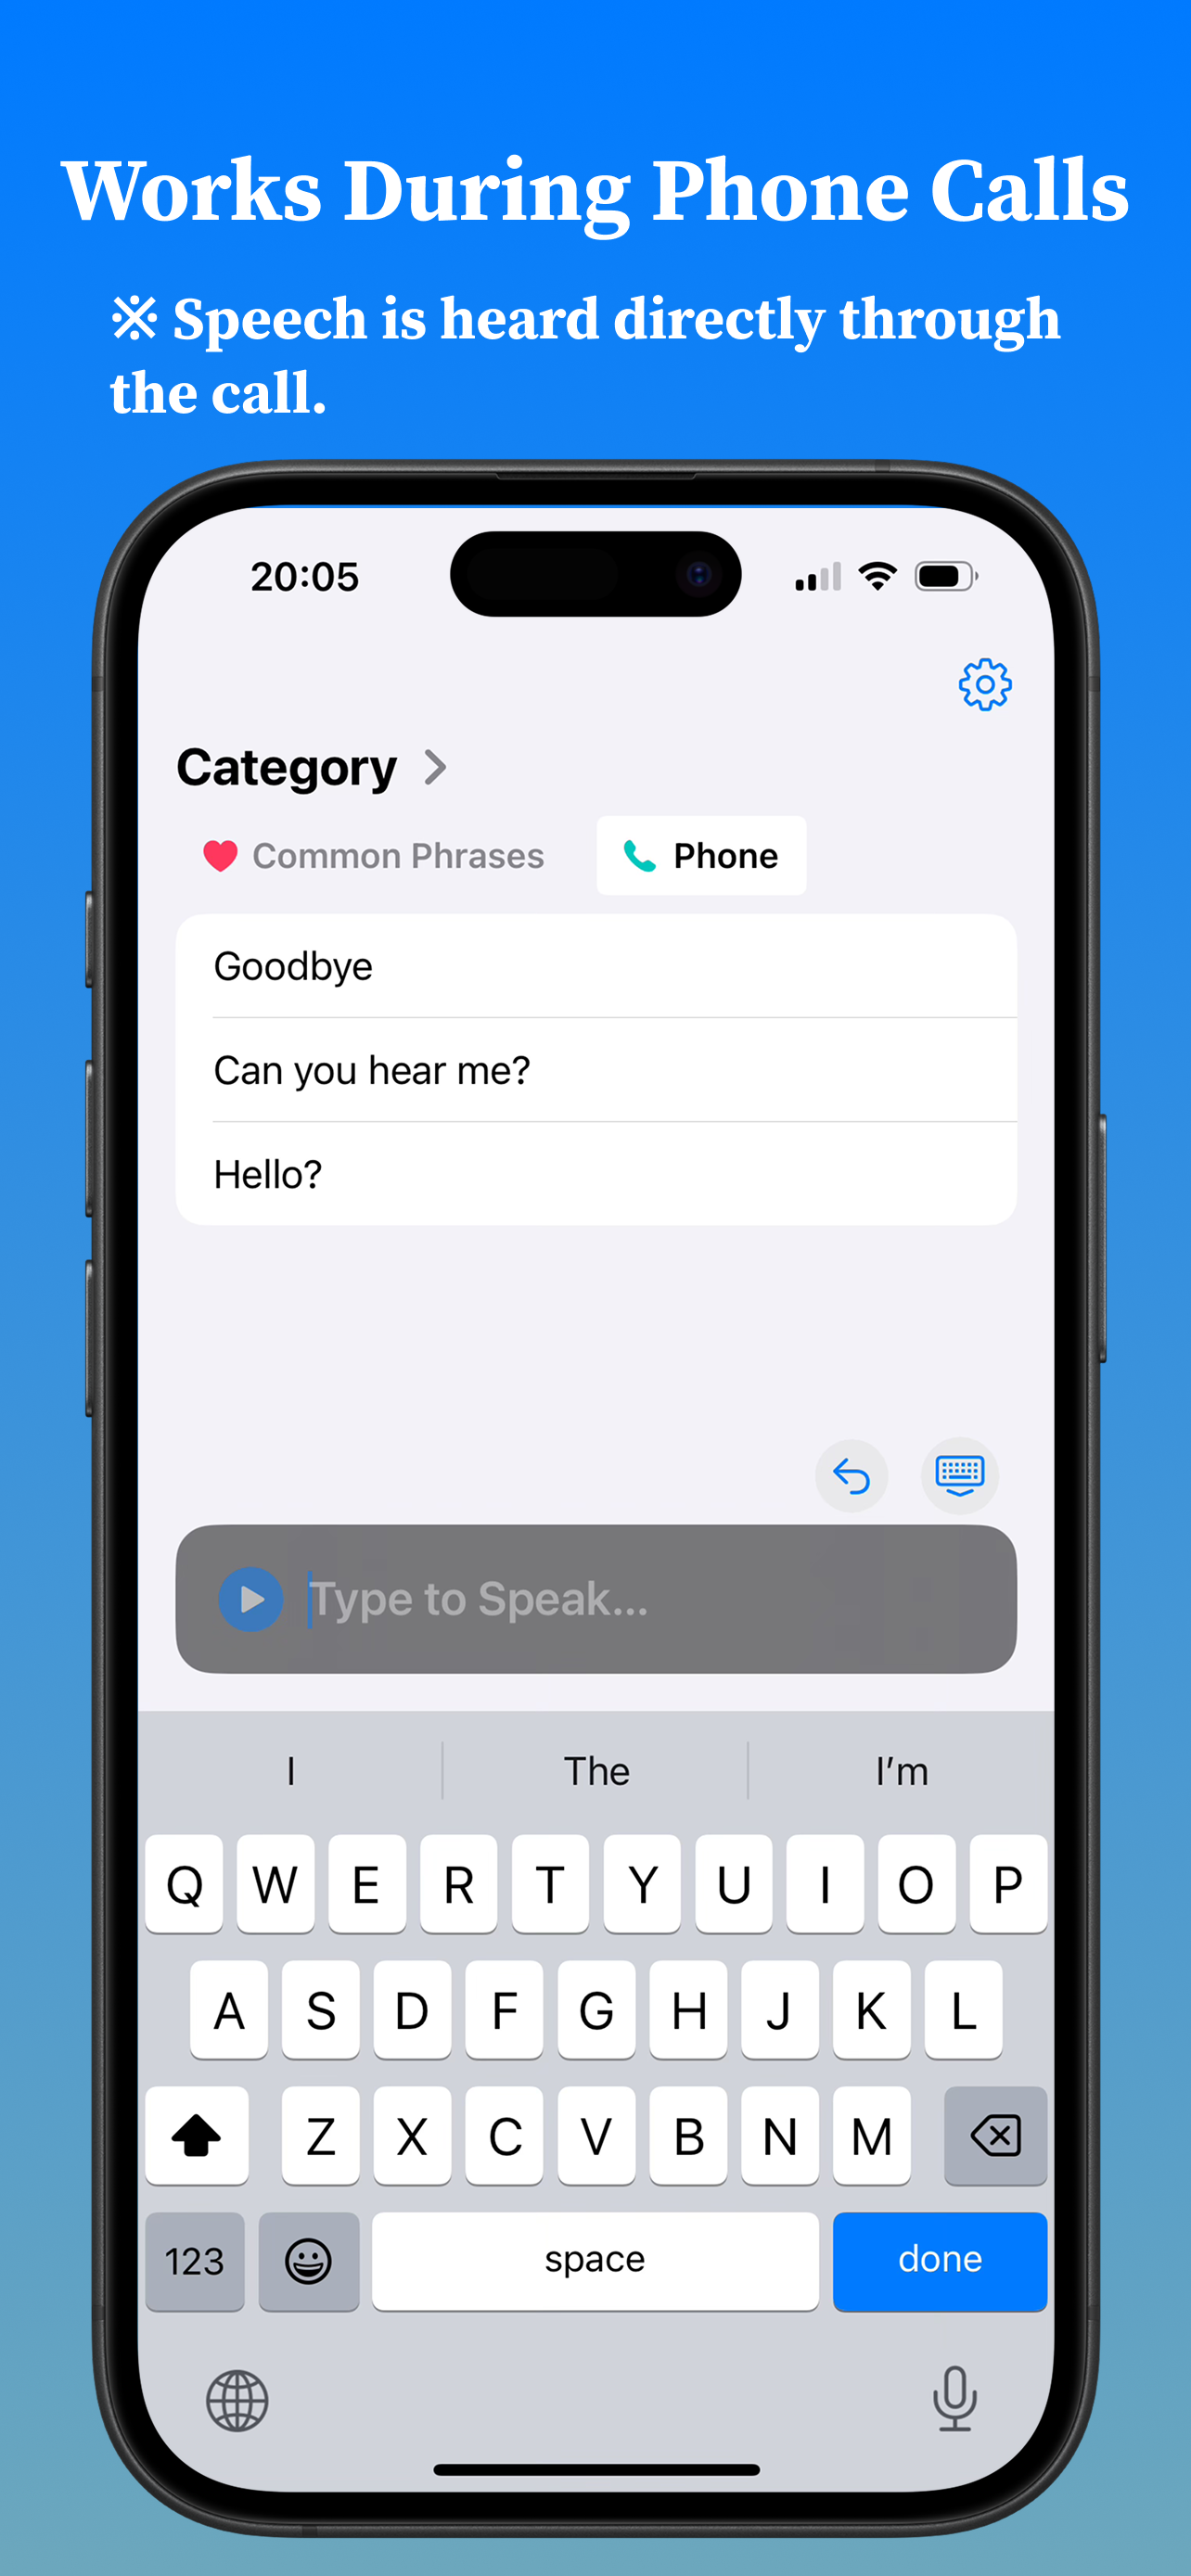 Works During Phone Calls
※ Speech is heard directly through
the call.
20:05
Category
Common Phrases
Phone
Goodbye
Can you hear me?
Hello?
Type to Speak...
I The I'm
Q W E R T Y U I O P
A S D F G H J K L
Z X C V B N M
123 space done